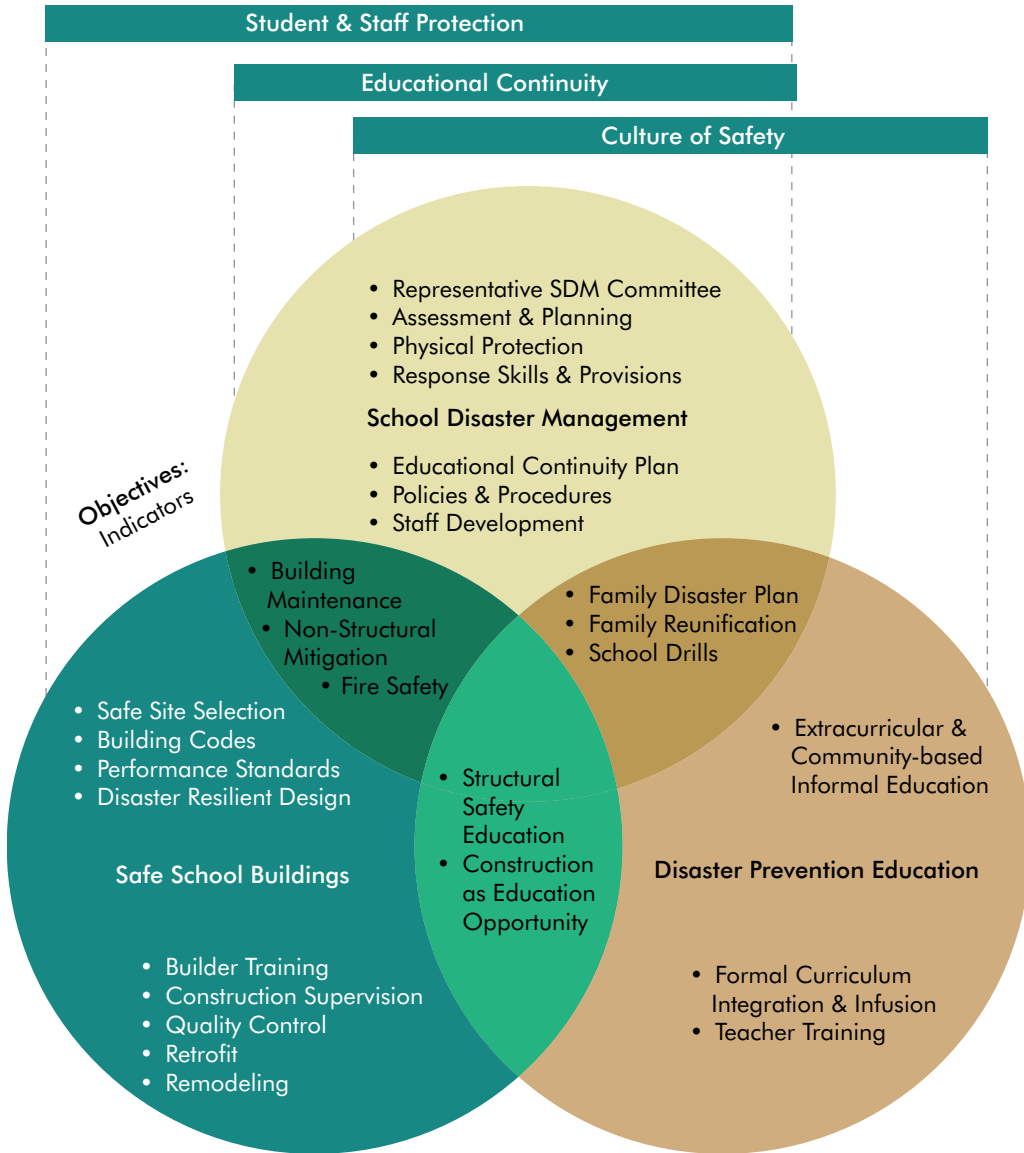 Student & Staff Protection
Educational Continuity
Culture of Safety
• Representative SDM Committee
• Assessment & Planning
• Physical Protection
• Response Skills & Provisions
School Disaster Management
• Educational Continuity Plan
• Policies & Procedures
• Staff Development
Objectives:
Indicators
• Building
Maintenance
• Non-Structural
Mitigation
• Fire Safety
• Family Disaster Plan
• Family Reunification
• School Drills
• Safe Site Selection
• Building Codes
• Performance Standards
• Disaster Resilient Design
Safe School Buildings
• Builder Training
• Construction Supervision
• Quality Control
• Retrofit
• Remodeling
• Structural
Safety
Education
• Construction
as Education
Opportunity
• Extracurricular &
Community-based
Informal Education
Disaster Prevention Education
• Formal Curriculum
Integration & Infusion
• Teacher Training